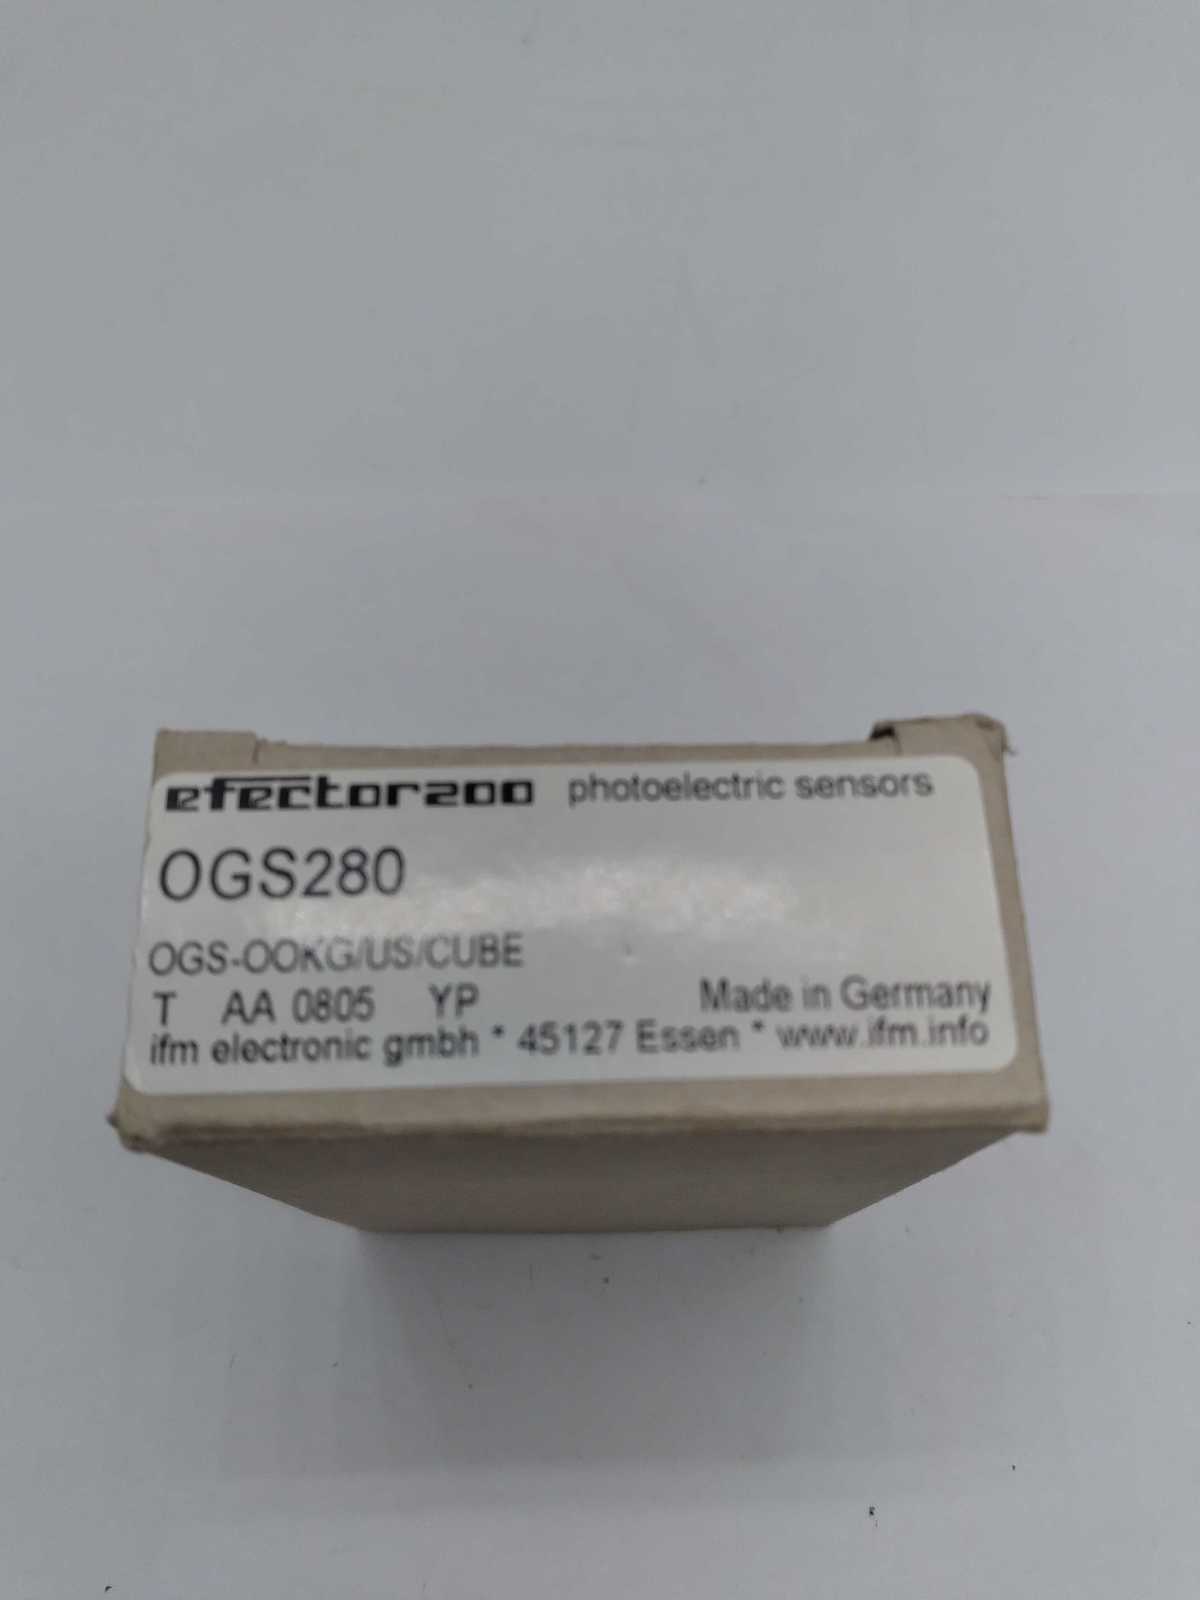 efector200 photoelectric sensors
OGS280
OGS-OOKG/US/CUBE
T AA 0805 YP Made in Germany
ifm electronic gmbh * 45127 Essen * www.ifm.info